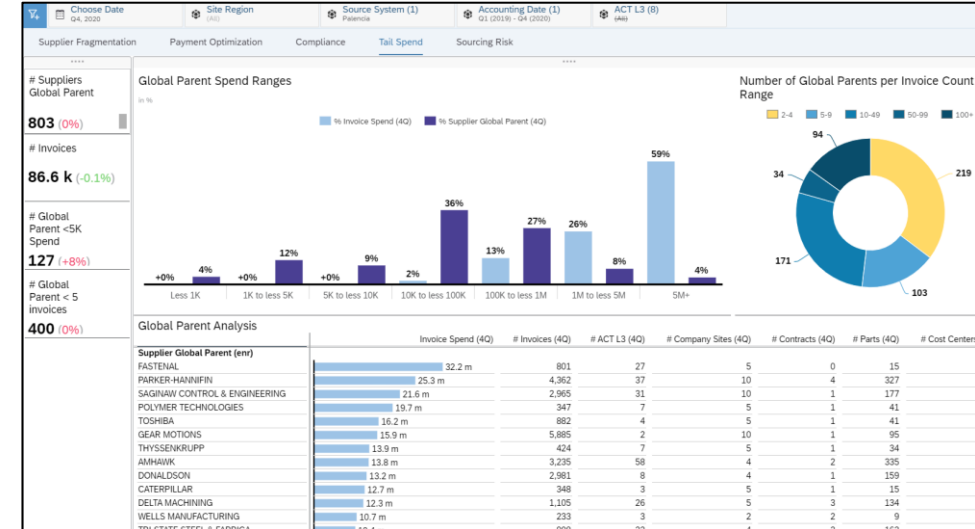 Choose Date
Q4, 2020
Site Region
(All)
Source System (1)
Palencia
Accounting Date (1)
Q1 (2019) - Q4 (2020)
ACT L3 (8)
(All)
Supplier Fragmentation Payment Optimization Compliance Tail Spend Sourcing Risk
# Suppliers
Global Parent
803 (0%)
# Invoices
86.6 k (-0.1%)
# Global
Parent <5K
Spend
127 (+8%)
# Global
Parent < 5
invoices
400 (0%)
Global Parent Spend Ranges
in %
% Invoice Spend (4Q) % Supplier Global Parent (4Q)
+0% 4% +0% 12% +0% 9% 2% 36% 13% 27% 26% 8% 59% 4%
Less 1K 1K to less 5K 5K to less 10K 10K to less 100K 100K to less 1M 1M to less 5M 5M+
Number of Global Parents per Invoice Count
Range
2-4 5-9 10-49 50-99 100+
94
34
219
171
103
Global Parent Analysis
Invoice Spend (4Q) # Invoices (4Q) # ACT L3 (4Q) # Company Sites (4Q) # Contracts (4Q) # Parts (4Q) # Cost Centers
Supplier Global Parent (enr)
FASTENAL 32.2 m 801 27 5 0 15
PARKER-HANNIFIN 25.3 m 4,362 37 10 4 327
SAGINAW CONTROL & ENGINEERING 21.6 m 2,965 31 10 1 177
POLYMER TECHNOLOGIES 19.7 m 347 7 5 1 41
TOSHIBA 16.2 m 882 4 5 1 41
GEAR MOTIONS 15.9 m 5,885 2 10 1 95
THYSSENKRUPP 13.9 m 424 7 5 1 34
AMHAWK 13.8 m 3,235 58 4 2 335
DONALDSON 13.2 m 2,981 8 4 1 159
CATERPILLAR 12.7 m 348 3 5 1 15
DELTA MACHINING 12.3 m 1,105 26 5 3 134
WELLS MANUFACTURING 10.7 m 233 3 2 2 9